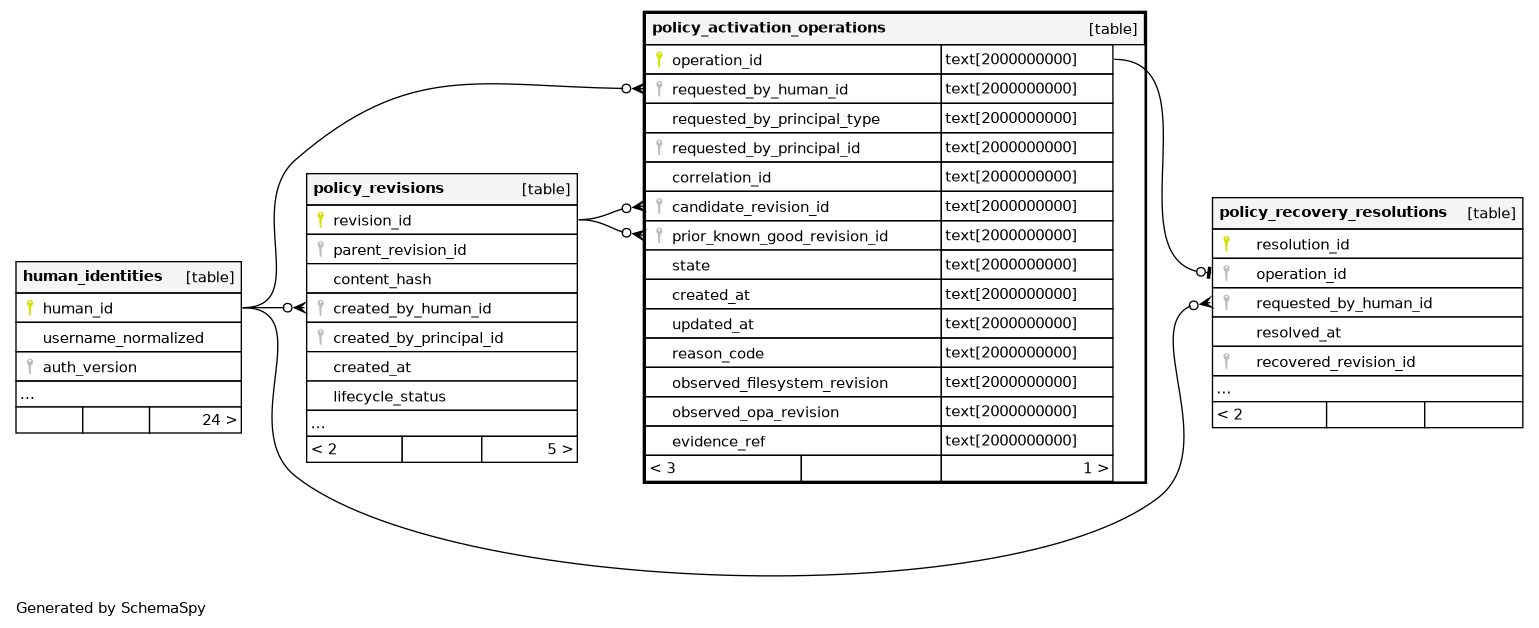 policy_activation_operations [table]
operation_id text[2000000000]
requested_by_human_id text[2000000000]
requested_by_principal_type text[2000000000]
requested_by_principal_id text[2000000000]
correlation_id text[2000000000]
candidate_revision_id text[2000000000]
prior_known_good_revision_id text[2000000000]
state text[2000000000]
created_at text[2000000000]
updated_at text[2000000000]
reason_code text[2000000000]
observed_filesystem_revision text[2000000000]
observed_opa_revision text[2000000000]
evidence_ref text[2000000000]
< 3 1 >
policy_revisions [table]
revision_id
parent_revision_id
content_hash
created_by_human_id
created_by_principal_id
created_at
lifecycle_status
...
< 2 5 >
human_identities [table]
human_id
username_normalized
auth_version
...
24 >
policy_recovery_resolutions [table]
resolution_id
operation_id
requested_by_human_id
resolved_at
recovered_revision_id
...
< 2
Generated by SchemaSpy